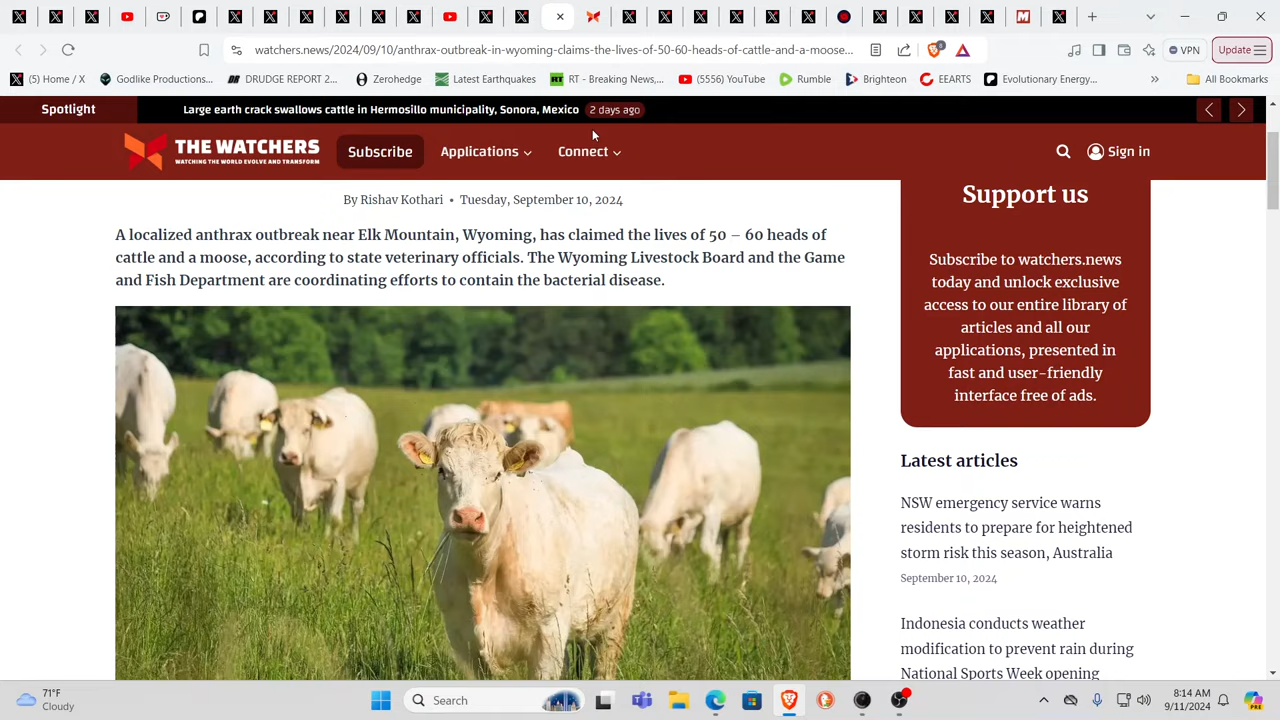 watchers.news/2024/09/10/anthrax-outbreak-in-wyoming-claims-the-lives-of-50-60-heads-of-cattle-and-a-moose...
8
VPN
Update
(5) Home / X
Godlike Productions...
DRUDGE REPORT 2...
Zerohedge
Latest Earthquakes
RT - Breaking News,...
(5556) YouTube
Rumble
Brighteon
EEARTS
Evolutionary Energy...
»
All Bookmarks
Spotlight
Large earth crack swallows cattle in Hermosillo municipality, Sonora, Mexico 2 days ago
THE WATCHERS
WATCHING THE WORLD EVOLVE AND TRANSFORM
Subscribe
Applications
Connect
Sign in
By Rishav Kothari • Tuesday, September 10, 2024
A localized anthrax outbreak near Elk Mountain, Wyoming, has claimed the lives of 50 – 60 heads of
cattle and a moose, according to state veterinary officials. The Wyoming Livestock Board and the Game
and Fish Department are coordinating efforts to contain the bacterial disease.
Support us
Subscribe to watchers.news
today and unlock exclusive
access to our entire library of
articles and all our
applications, presented in
fast and user-friendly
interface free of ads.
Latest articles
NSW emergency service warns
residents to prepare for heightened
storm risk this season, Australia
September 10, 2024
Indonesia conducts weather
modification to prevent rain during
National Sports Week opening
71°F
Cloudy
Search
8:14 AM
9/11/2024
PRE